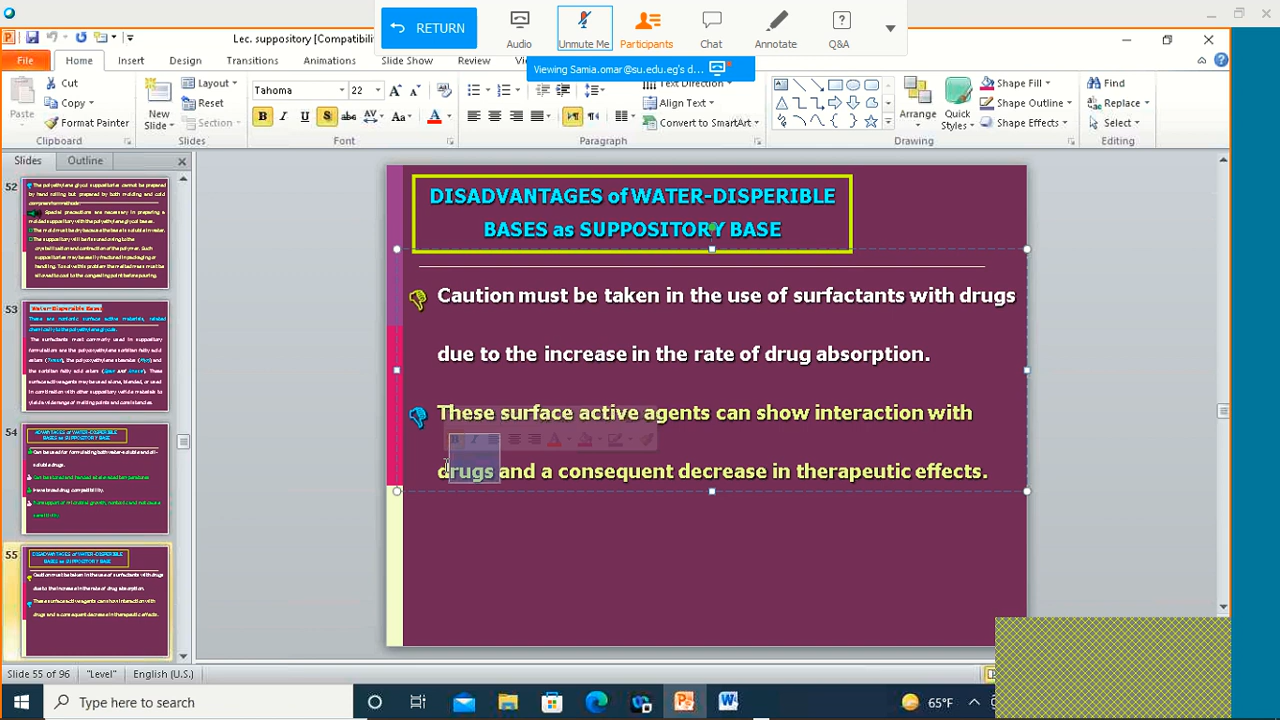 RETURN
Audio
Unmute Me
Participants
Chat
Annotate
Q&A
Lec. suppository [Compatibil
Viewing Samia.omar@su.edu.eg's d...
File
Home
Insert
Design
Transitions
Animations
Slide Show
Review
Cut
Copy
Format Painter
Paste
Clipboard
New
Slide
Layout
Reset
Section
Slides
Tahoma
22
Font
Text Direction
Align Text
Convert to SmartArt
Paragraph
Arrange
Quick
Styles
Shape Fill
Shape Outline
Shape Effects
Drawing
Find
Replace
Select
Editing
Slides
Outline
52
53
54
55
DISADVANTAGES of WATER-DISPERIBLE
BASES as SUPPOSITORY BASE
Caution must be taken in the use of surfactants with drugs
due to the increase in the rate of drug absorption.
These surface active agents can show interaction with
drugs and a consequent decrease in therapeutic effects.
Slide 55 of 96
"Level"
English (U.S.)
Type here to search
65°F